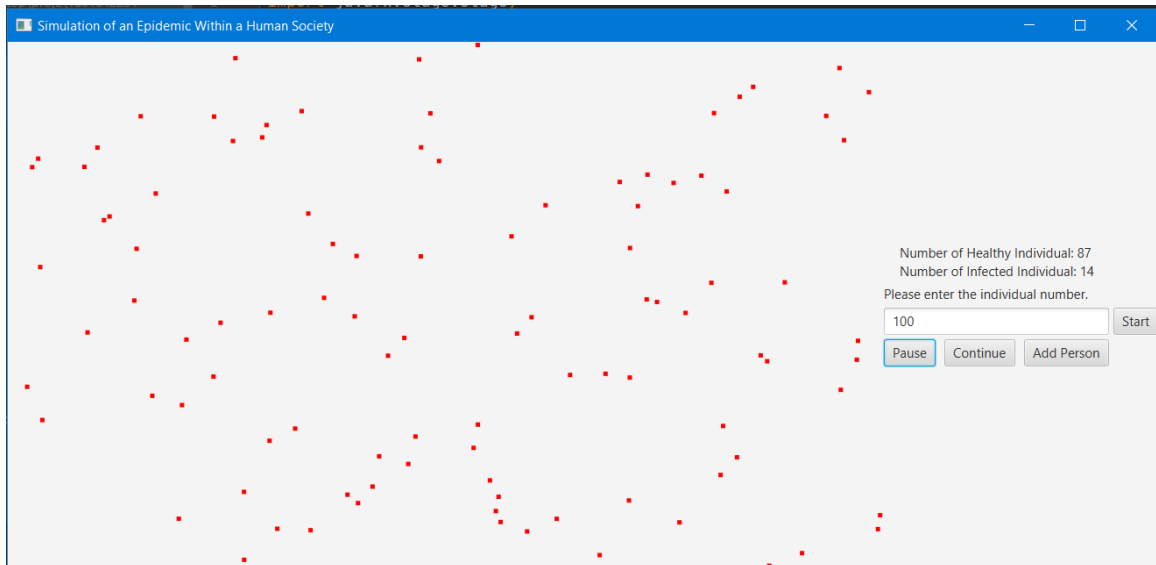 Simulation of an Epidemic Within a Human Society
Number of Healthy Individual: 87
Number of Infected Individual: 14
Please enter the individual number.
100
Start
Pause
Continue
Add Person